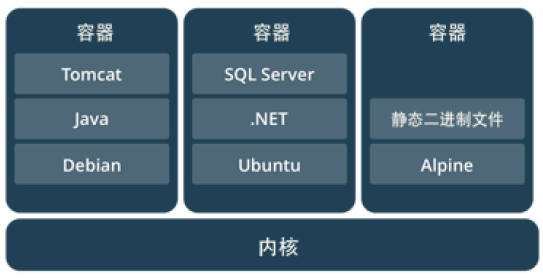 容器
Tomcat
Java
Debian
容器
SQL Server
.NET
Ubuntu
容器
静态二进制文件
Alpine
内核